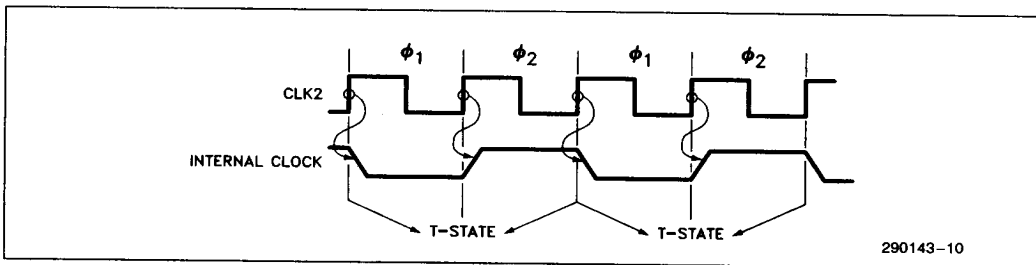 ϕ1 ϕ2 ϕ1 ϕ2
CLK2
INTERNAL CLOCK
T-STATE T-STATE
290143-10